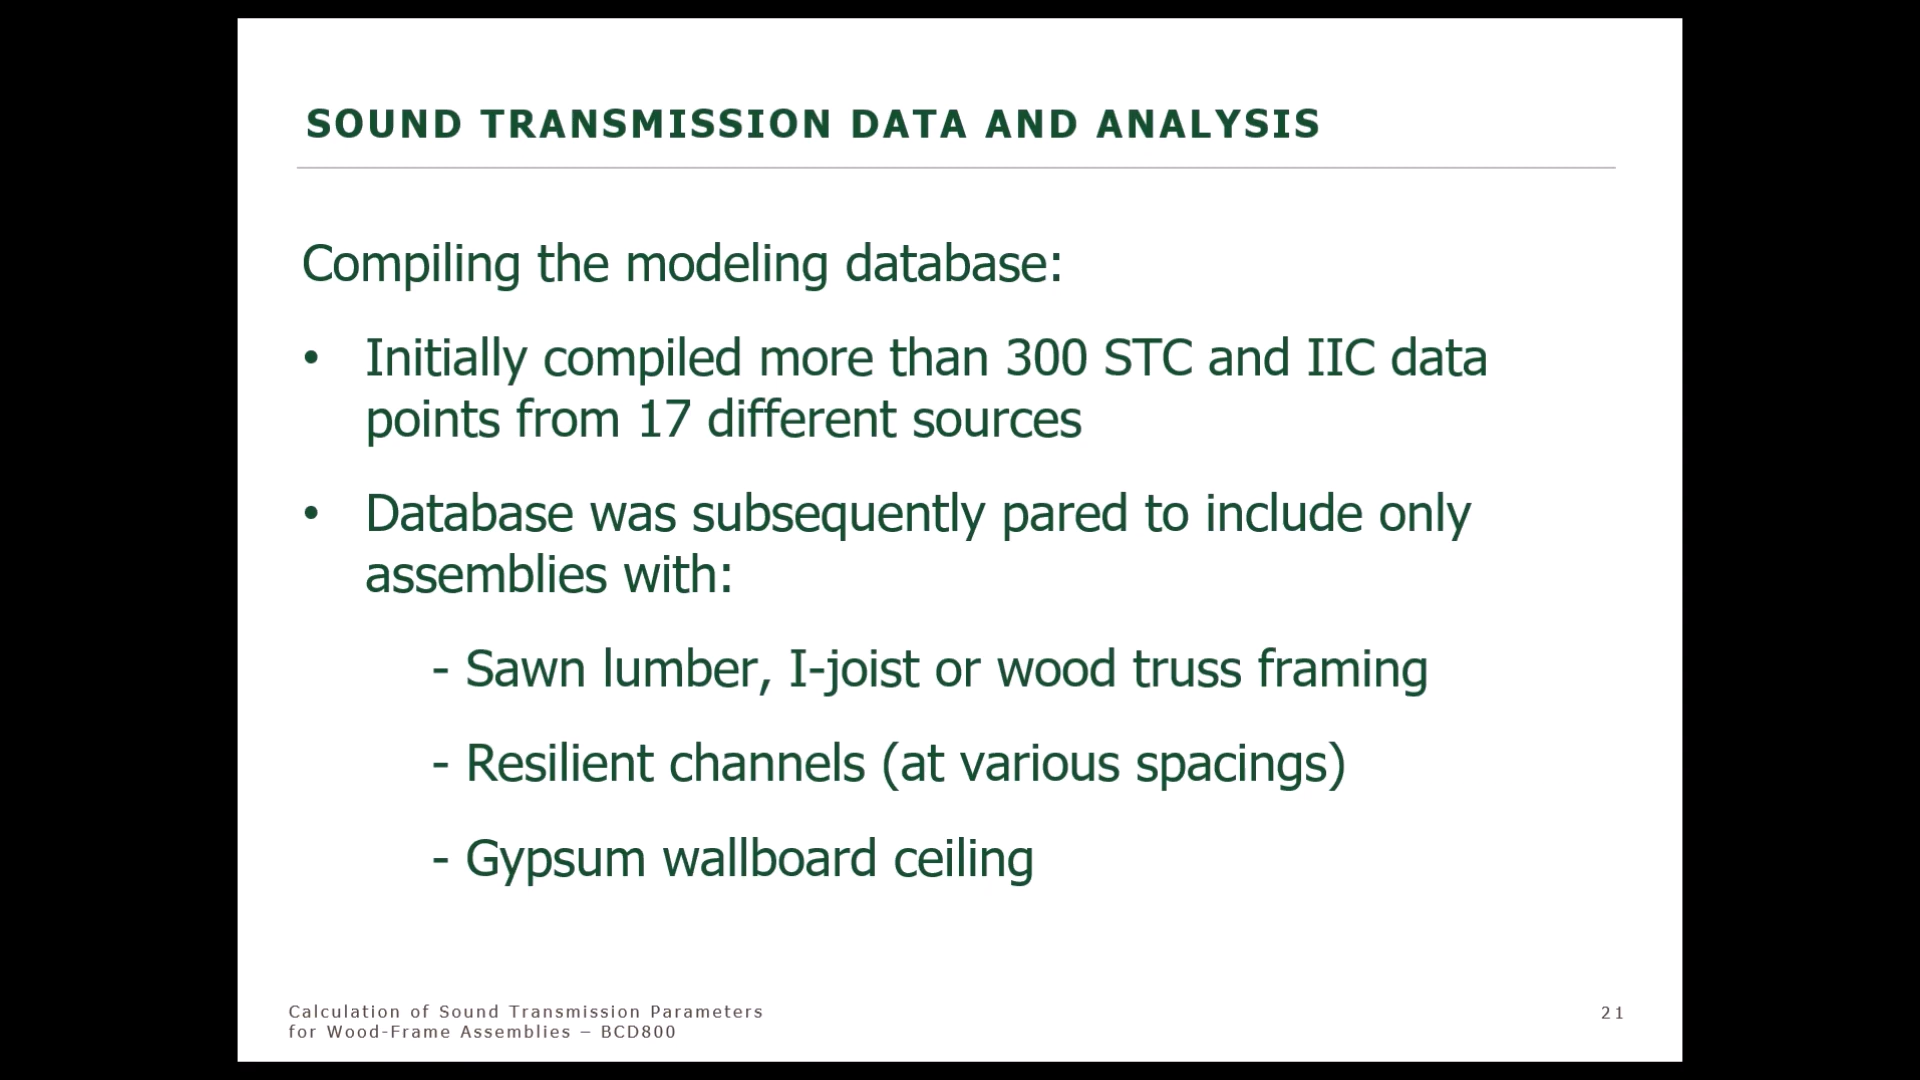 SOUND TRANSMISSION DATA AND ANALYSIS
Compiling the modeling database:
• Initially compiled more than 300 STC and IIC data
points from 17 different sources
• Database was subsequently pared to include only
assemblies with:
- Sawn lumber, I-joist or wood truss framing
- Resilient channels (at various spacings)
- Gypsum wallboard ceiling
Calculation of Sound Transmission Parameters
for Wood-Frame Assemblies – BCD800
21